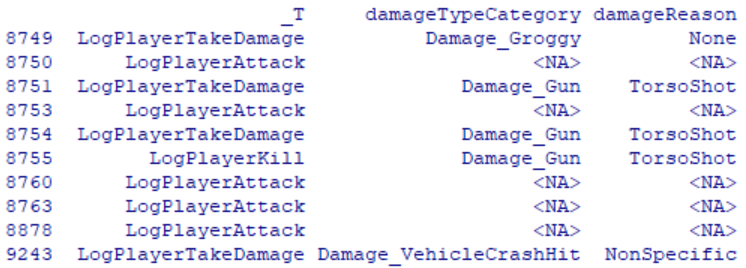 _T damageTypeCategory damageReason
8749 LogPlayerTakeDamage Damage_Groggy None
8750 LogPlayerAttack <NA> <NA>
8751 LogPlayerTakeDamage Damage_Gun TorsoShot
8753 LogPlayerAttack <NA> <NA>
8754 LogPlayerTakeDamage Damage_Gun TorsoShot
8755 LogPlayerKill Damage_Gun TorsoShot
8760 LogPlayerAttack <NA> <NA>
8763 LogPlayerAttack <NA> <NA>
8878 LogPlayerAttack <NA> <NA>
9243 LogPlayerTakeDamage Damage_VehicleCrashHit NonSpecific